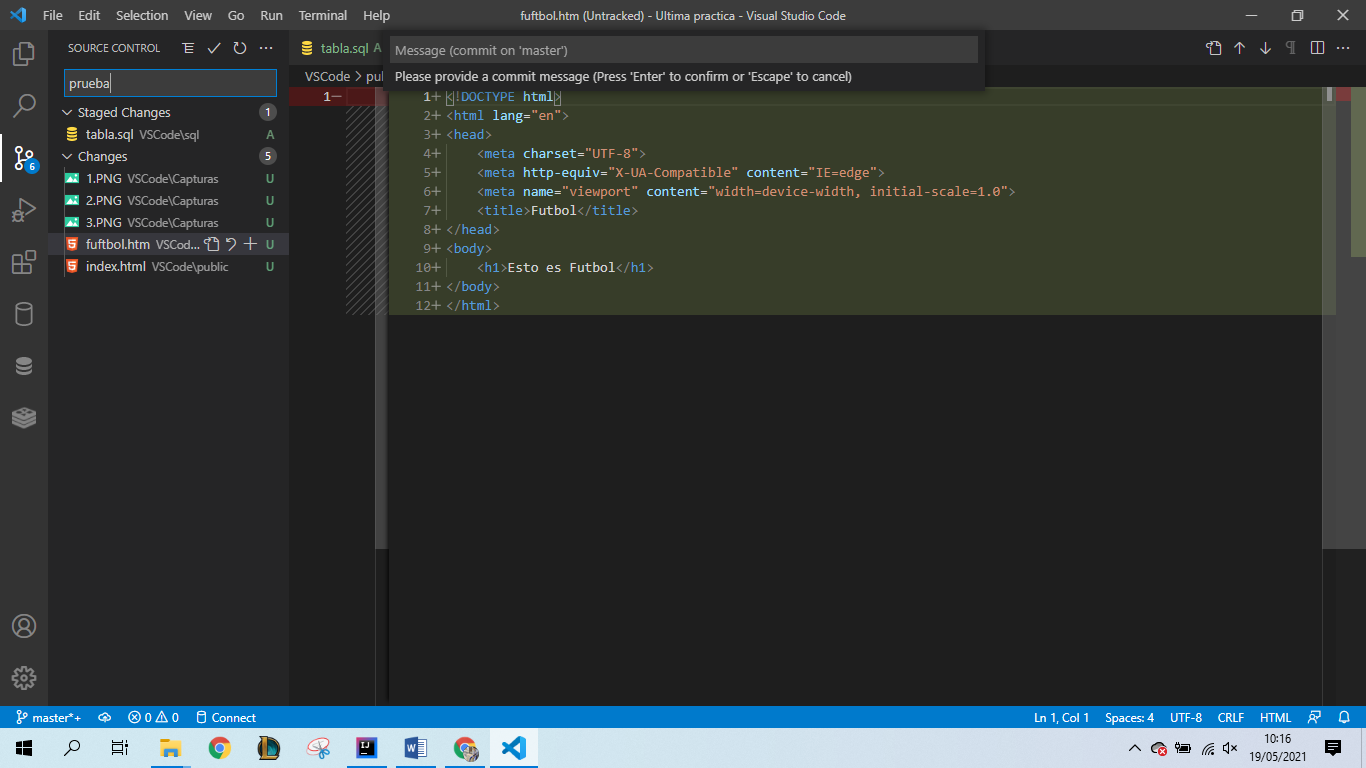 File Edit Selection View Go Run Terminal Help
fuftbol.htm (Untracked) - Ultima practica - Visual Studio Code
SOURCE CONTROL
prueba
Staged Changes 1
tabla.sql VSCode\sql A
Changes 5
1.PNG VSCode\Capturas U
2.PNG VSCode\Capturas U
3.PNG VSCode\Capturas U
fuftbol.htm VSCod... U
index.html VSCode\public U
6
tabla.sql A
Message (commit on 'master')
Please provide a commit message (Press 'Enter' to confirm or 'Escape' to cancel)
VSCode > pul
1−
1+ <!DOCTYPE html>
2+ <html lang="en">
3+ <head>
4+ <meta charset="UTF-8">
5+ <meta http-equiv="X-UA-Compatible" content="IE=edge">
6+ <meta name="viewport" content="width=device-width, initial-scale=1.0">
7+ <title>Futbol</title>
8+ </head>
9+ <body>
10+ <h1>Esto es Futbol</h1>
11+ </body>
12+ </html>
master*+ 0 0 Connect
Ln 1, Col 1 Spaces: 4 UTF-8 CRLF HTML
10:16
19/05/2021